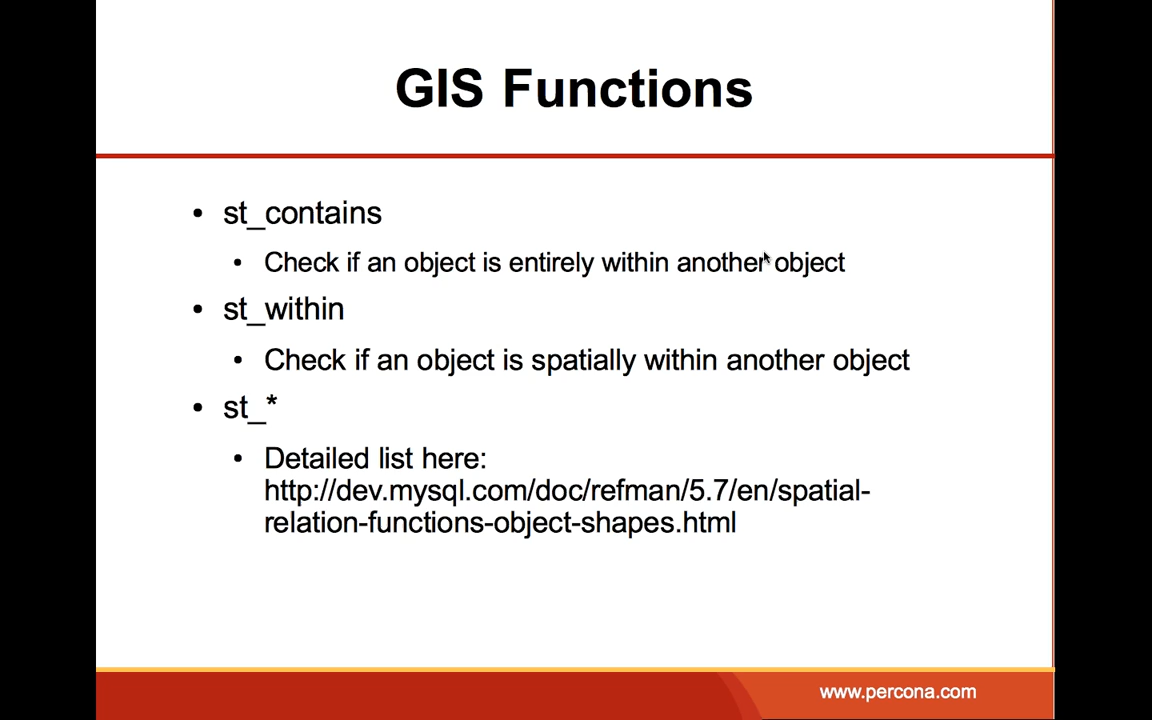 GIS Functions
• st_contains
• Check if an object is entirely within another object
• st_within
• Check if an object is spatially within another object
• st_*
• Detailed list here:
http://dev.mysql.com/doc/refman/5.7/en/spatial-
relation-functions-object-shapes.html
www.percona.com